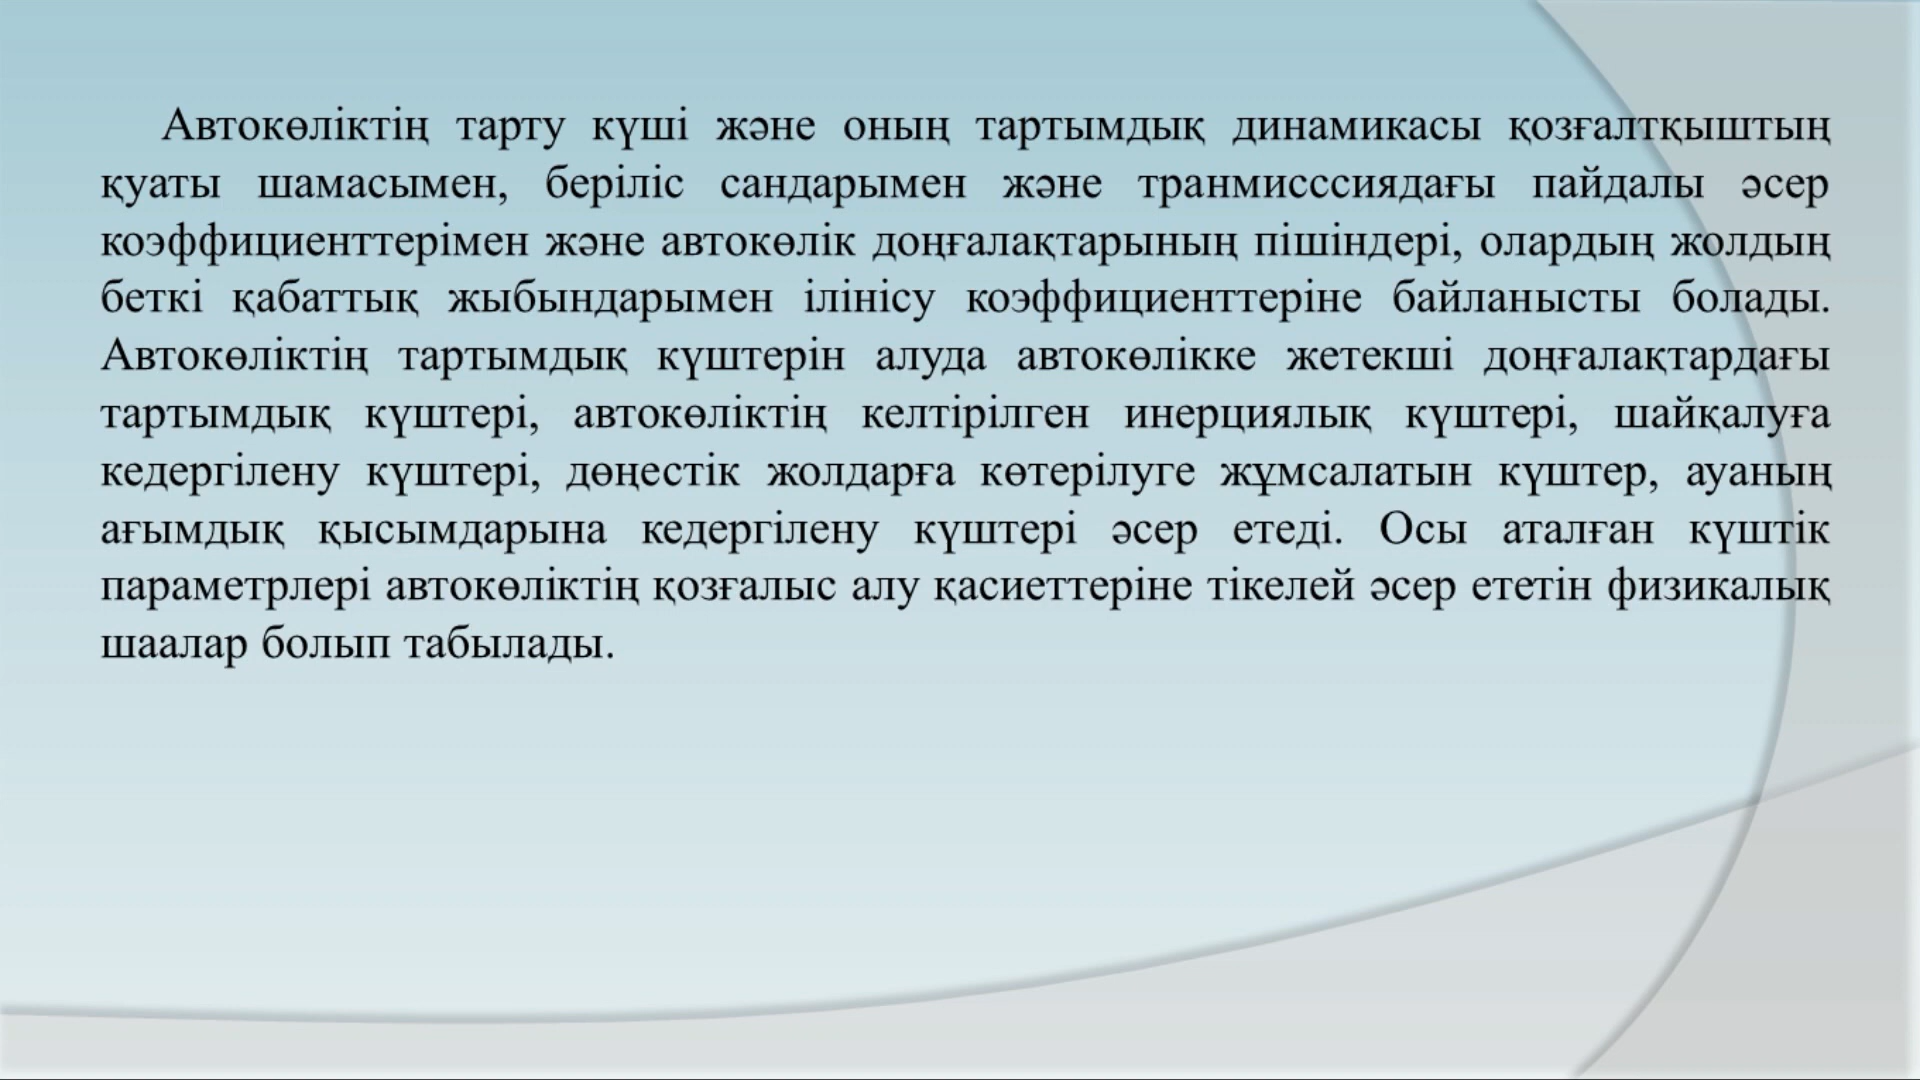 Автокөліктің тарту күші және оның тартымдық динамикасы қозғалтқыштың
қуаты шамасымен, беріліс сандарымен және транмисссиядағы пайдалы әсер
коэффициенттерімен және автокөлік доңғалақтарының пішіндері, олардың жолдың
беткі қабаттық жыбындарымен ілінісу коэффициенттеріне байланысты болады.
Автокөліктің тартымдық күштерін алуда автокөлікке жетекші доңғалақтардағы
тартымдық күштері, автокөліктің келтірілген инерциялық күштері, шайқалуға
кедергілену күштері, дөңестік жолдарға көтерілуге жұмсалатын күштер, ауаның
ағымдық қысымдарына кедергілену күштері әсер етеді. Осы аталған күштік
параметрлері автокөліктің қозғалыс алу қасиеттеріне тікелей әсер ететін физикалық
шаалар болып табылады.